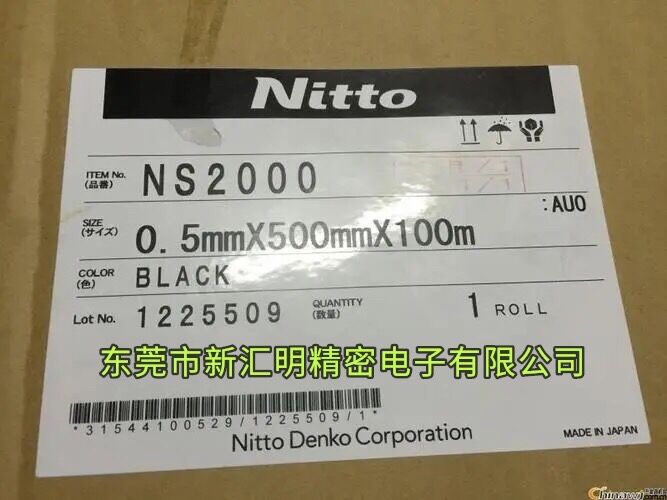 Nitto
ITEM No. NS2000
(品番)
:AUO
SIZE
(サイズ) 0.5mmX500mmX100m
COLOR BLACK
(色)
Lot No. 1225509 QUANTITY 1 ROLL
(数量)
东莞市新汇明精密电子有限公司
*31544100529/1225509/1*
Nitto Denko Corporation
MADE IN JAPAN